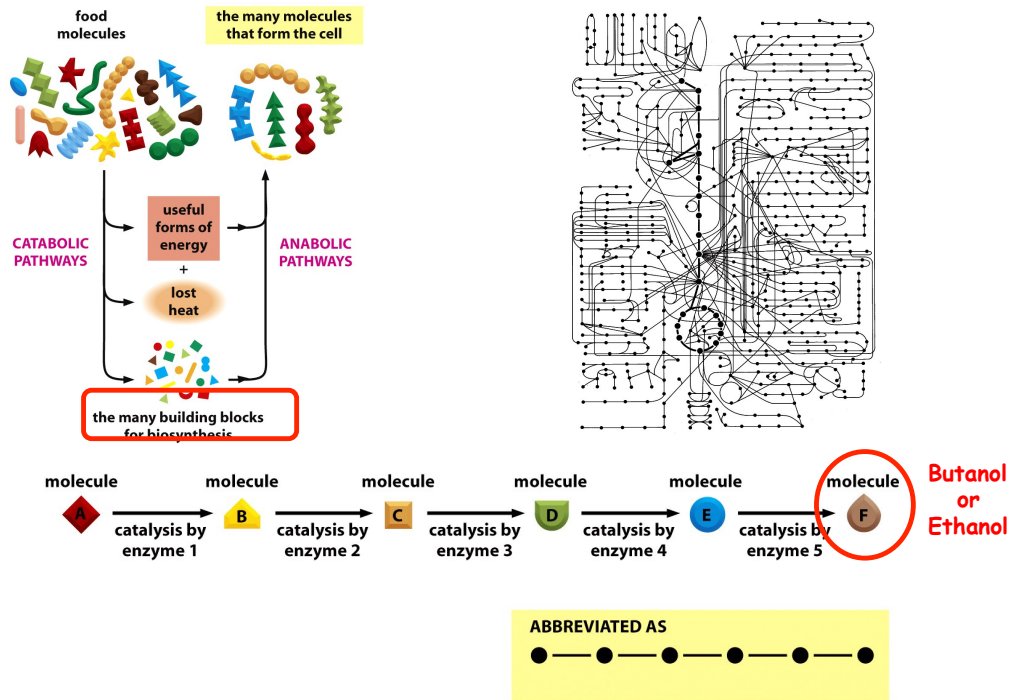 food
molecules
the many molecules
that form the cell
useful
forms of
energy
+
lost
heat
CATABOLIC
PATHWAYS
ANABOLIC
PATHWAYS
the many building blocks
for biosynthesis
molecule
A
catalysis by
enzyme 1
molecule
B
catalysis by
enzyme 2
molecule
C
catalysis by
enzyme 3
molecule
D
catalysis by
enzyme 4
molecule
E
catalysis by
enzyme 5
molecule
F
Butanol
or
Ethanol
ABBREVIATED AS